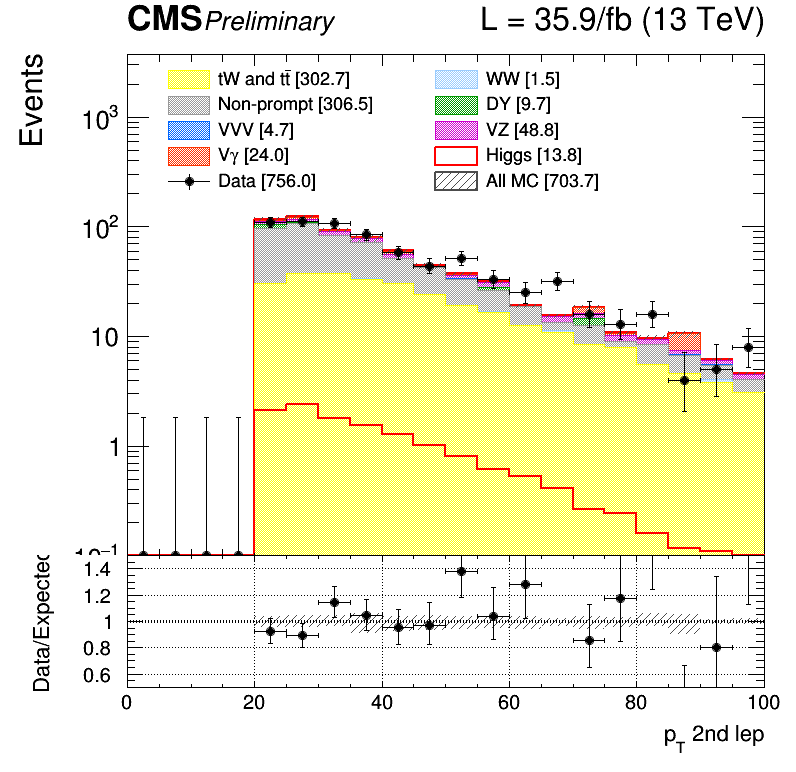 CMS Preliminary L = 35.9/fb (13 TeV)
Events
tW and tt̄ [302.7] WW [1.5]
Non-prompt [306.5] DY [9.7]
VVV [4.7] VZ [48.8]
Vγ [24.0] Higgs [13.8]
Data [756.0] All MC [703.7]
10³
10²
10
1
10⁻¹
Data/Expected
1.4
1.2
1
0.8
0.6
0 20 40 60 80 100
p_T 2nd lep